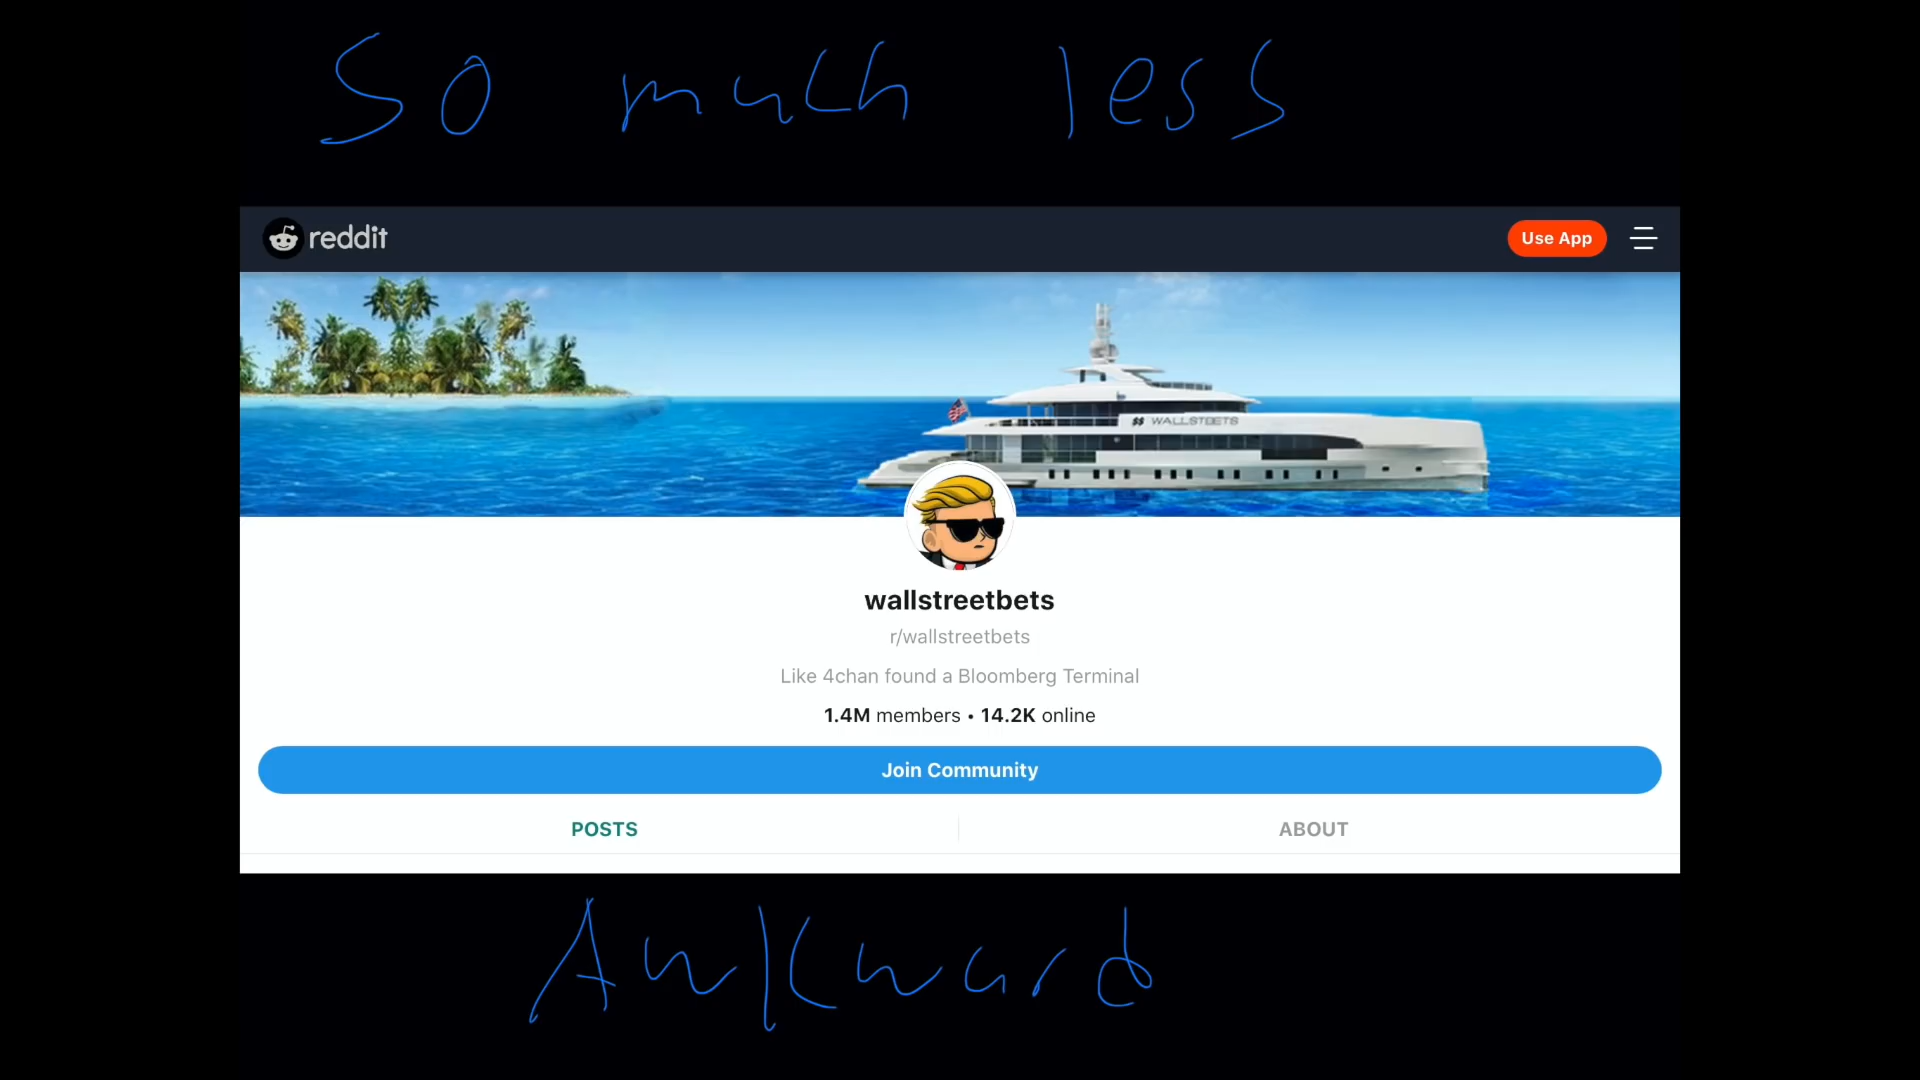 So much less
reddit
Use App
$$ WALLSTBETS
wallstreetbets
r/wallstreetbets
Like 4chan found a Bloomberg Terminal
1.4M members • 14.2K online
Join Community
POSTS
ABOUT
Awkward